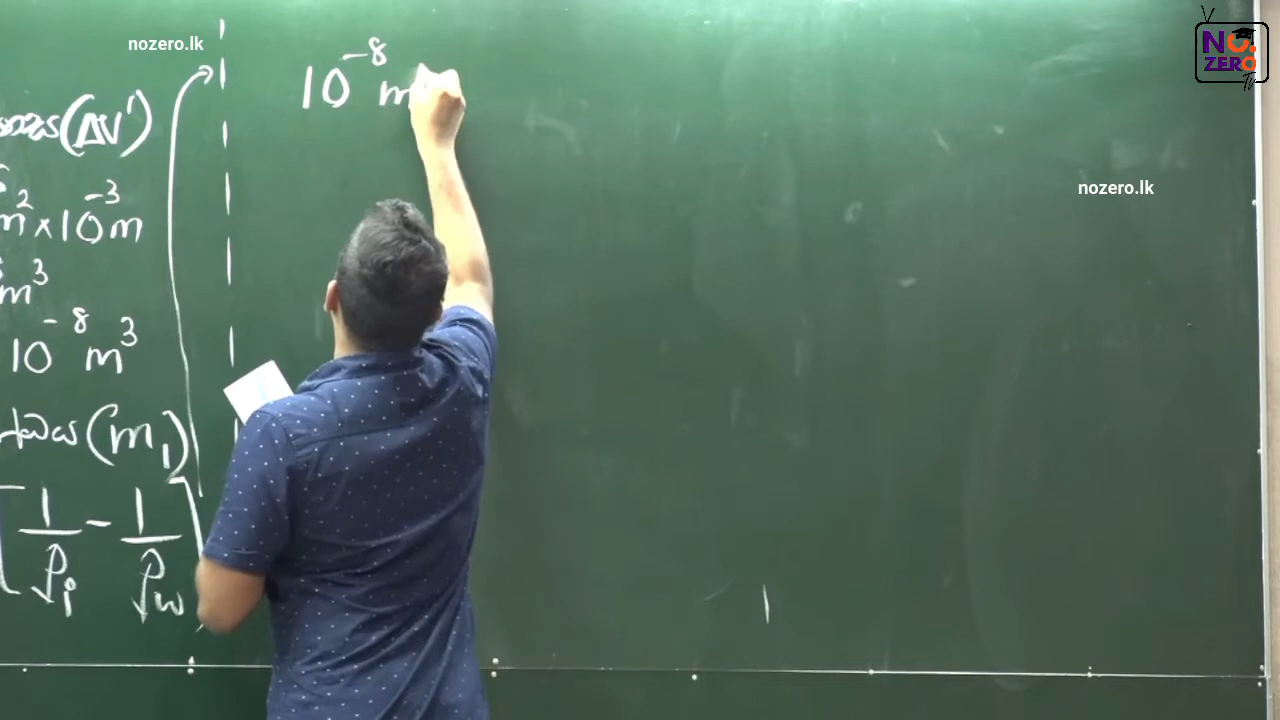 nozero.lk
NO.
ZERO
TV
(ΔV')
m² × 10⁻³ m
m³
10⁻⁸ m³
(m₁)
1/ρᵢ − 1/ρw
10⁻⁸ m
nozero.lk